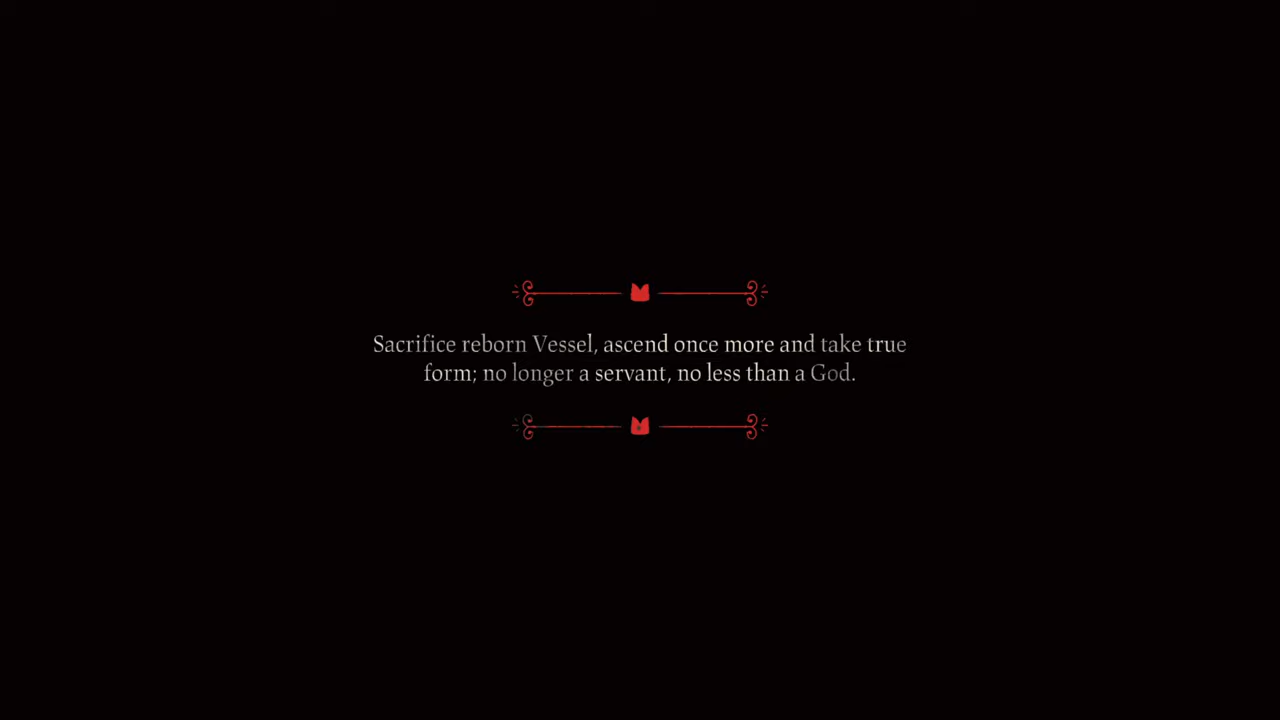 Sacrifice reborn Vessel, ascend once more and take true
form; no longer a servant, no less than a God.